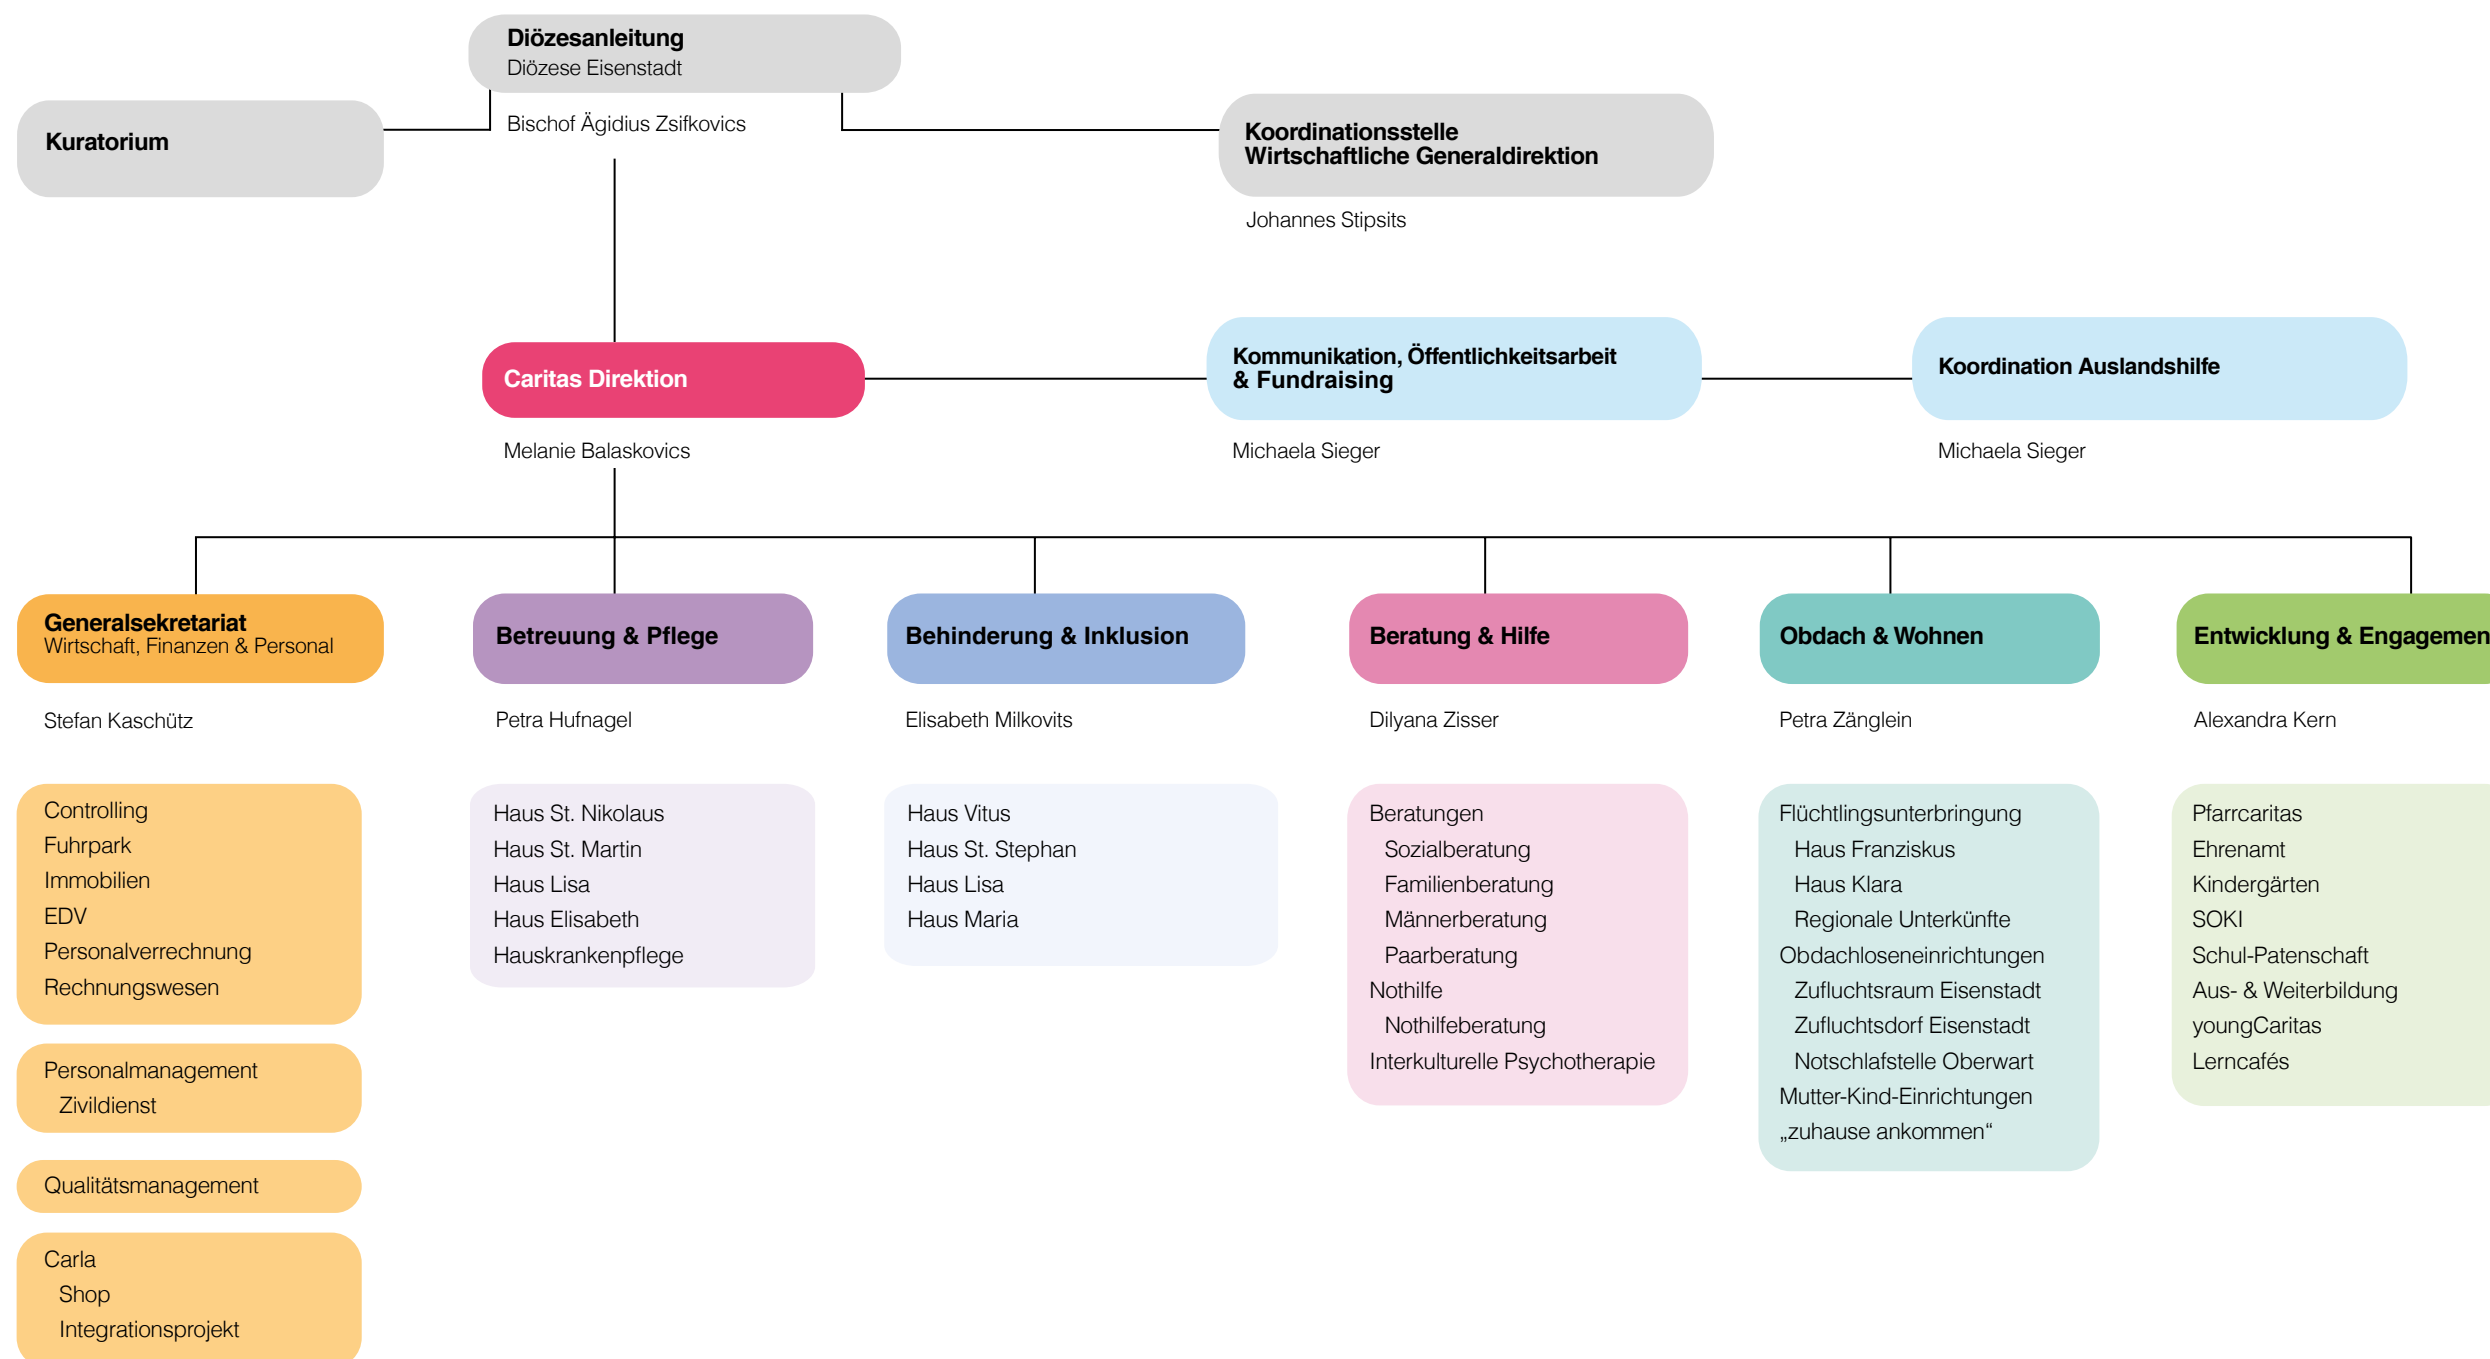 Diözesanleitung
Diözese Eisenstadt
Bischof Ägidius Zsifkovics
Kuratorium
Koordinationsstelle
Wirtschaftliche Generaldirektion
Johannes Stipsits
Caritas Direktion
Melanie Balaskovics
Kommunikation, Öffentlichkeitsarbeit
& Fundraising
Michaela Sieger
Koordination Auslandshilfe
Michaela Sieger
Generalsekretariat
Wirtschaft, Finanzen & Personal
Stefan Kaschütz
Controlling
Fuhrpark
Immobilien
EDV
Personalverrechnung
Rechnungswesen
Personalmanagement
Zivildienst
Qualitätsmanagement
Carla
Shop
Integrationsprojekt
Betreuung & Pflege
Petra Hufnagel
Haus St. Nikolaus
Haus St. Martin
Haus Lisa
Haus Elisabeth
Hauskrankenpflege
Behinderung & Inklusion
Elisabeth Milkovits
Haus Vitus
Haus St. Stephan
Haus Lisa
Haus Maria
Beratung & Hilfe
Dilyana Zisser
Beratungen
Sozialberatung
Familienberatung
Männerberatung
Paarberatung
Nothilfe
Nothilfeberatung
Interkulturelle Psychotherapie
Obdach & Wohnen
Petra Zänglein
Flüchtlingsunterbringung
Haus Franziskus
Haus Klara
Regionale Unterkünfte
Obdachloseneinrichtungen
Zufluchtsraum Eisenstadt
Zufluchtsdorf Eisenstadt
Notschlafstelle Oberwart
Mutter-Kind-Einrichtungen
„zuhause ankommen“
Entwicklung & Engagemen
Alexandra Kern
Pfarrcaritas
Ehrenamt
Kindergärten
SOKI
Schul-Patenschaft
Aus- & Weiterbildung
youngCaritas
Lerncafés